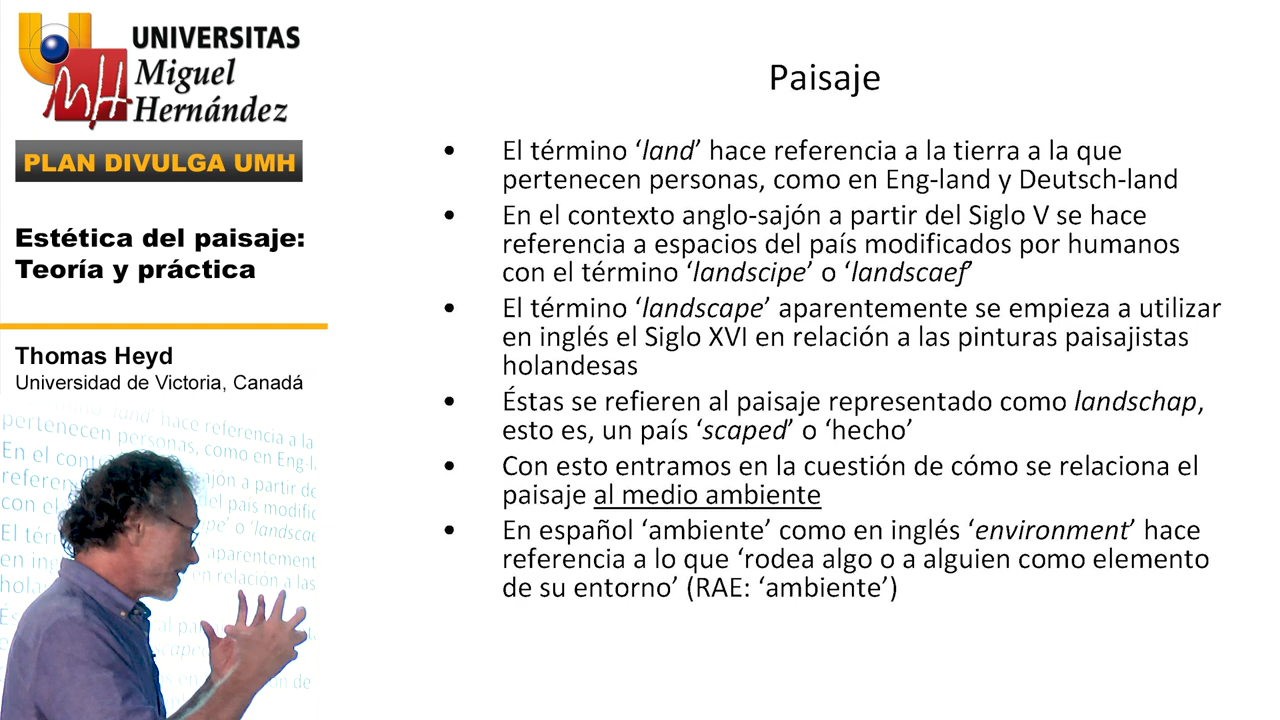 UNIVERSITAS
Miguel
Hernández
PLAN DIVULGA UMH
Estética del paisaje:
Teoría y práctica
Thomas Heyd
Universidad de Victoria, Canadá
Paisaje
• El término ‘land’ hace referencia a la tierra a la que
pertenecen personas, como en Eng-land y Deutsch-land
• En el contexto anglo-sajón a partir del Siglo V se hace
referencia a espacios del país modificados por humanos
con el término ‘landscipe’ o ‘landscaef’
• El término ‘landscape’ aparentemente se empieza a utilizar
en inglés el Siglo XVI en relación a las pinturas paisajistas
holandesas
• Éstas se refieren al paisaje representado como landschap,
esto es, un país ‘scaped’ o ‘hecho’
• Con esto entramos en la cuestión de cómo se relaciona el
paisaje al medio ambiente
• En español ‘ambiente’ como en inglés ‘environment’ hace
referencia a lo que ‘rodea algo o a alguien como elemento
de su entorno’ (RAE: ‘ambiente’)